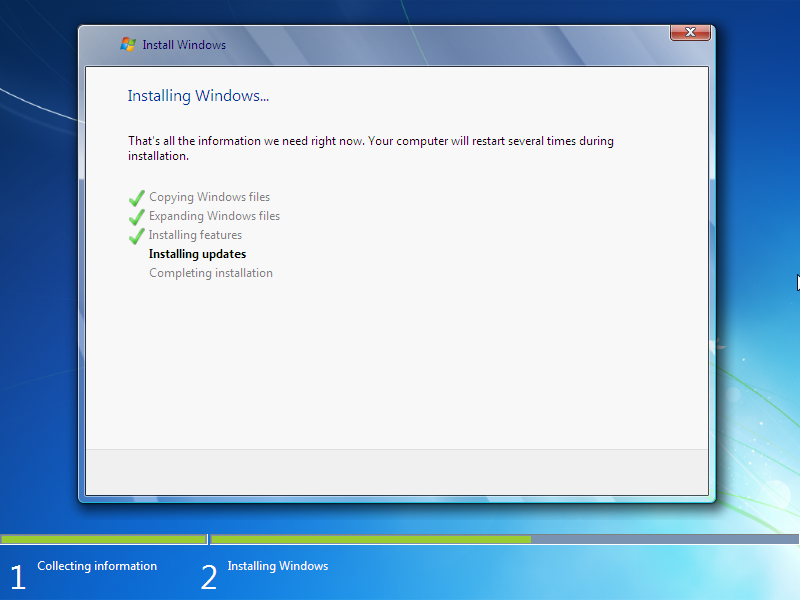 Install Windows
Installing Windows...
That's all the information we need right now. Your computer will restart several times during
installation.
Copying Windows files
Expanding Windows files
Installing features
Installing updates
Completing installation
1 Collecting information
2 Installing Windows